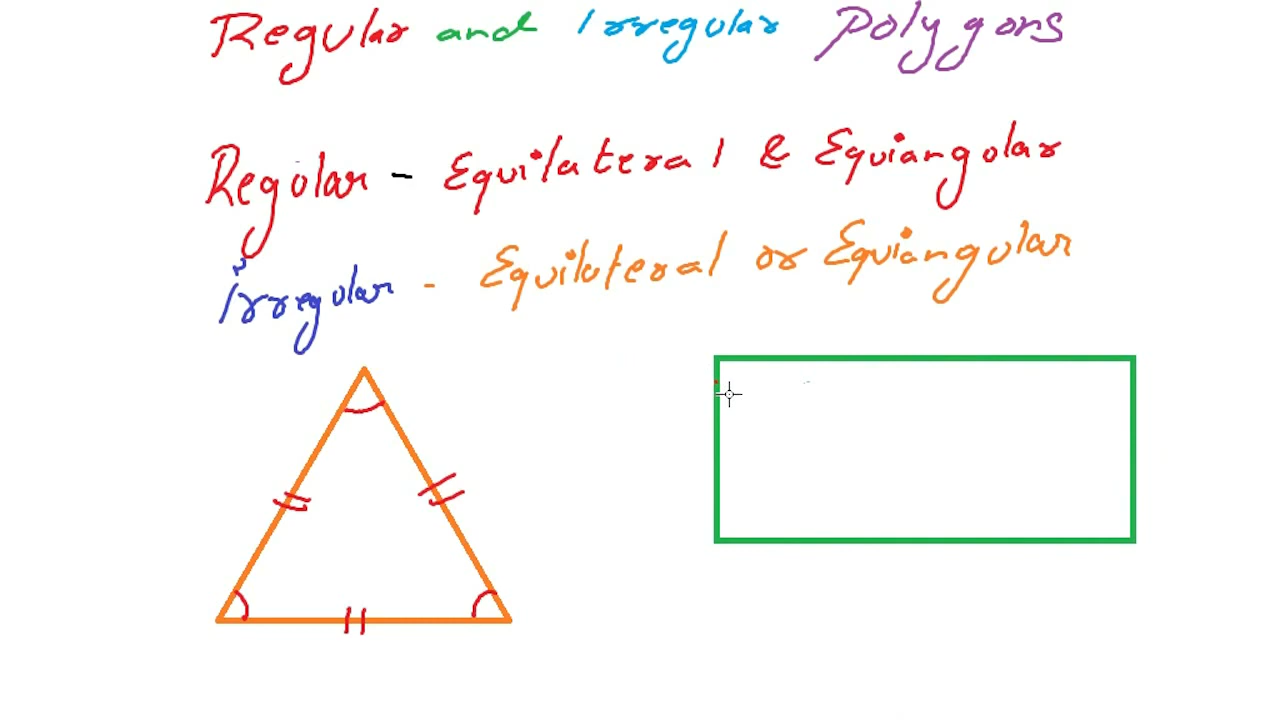 Regular and Irregular Polygons
Regular - Equilateral & Equiangular
Irregular - Equilateral or Equiangular